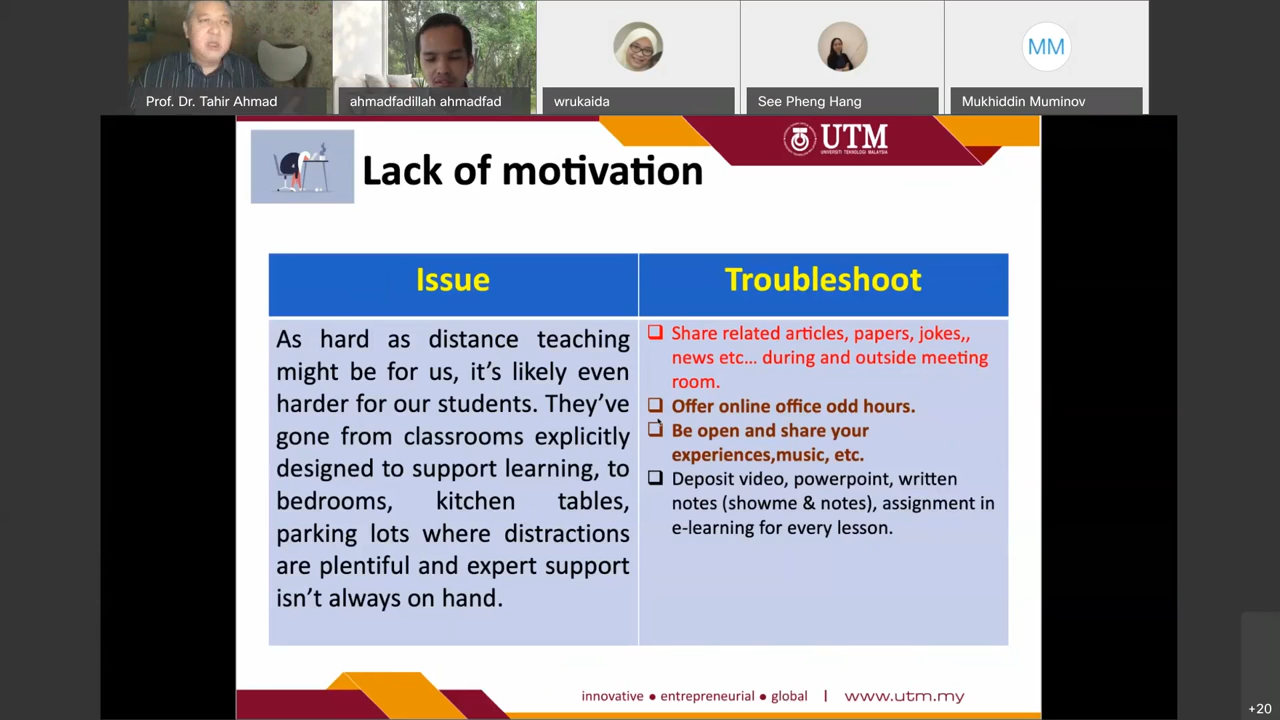 Prof. Dr. Tahir Ahmad
ahmadfadillah ahmadfad
wrukaida
See Pheng Hang
MM
Mukhiddin Muminov
UTM
UNIVERSITI TEKNOLOGI MALAYSIA
Lack of motivation
Issue
Troubleshoot
As hard as distance teaching
might be for us, it’s likely even
harder for our students. They’ve
gone from classrooms explicitly
designed to support learning, to
bedrooms, kitchen tables,
parking lots where distractions
are plentiful and expert support
isn’t always on hand.
Share related articles, papers, jokes,,
news etc... during and outside meeting
room.
Offer online office odd hours.
Be open and share your
experiences,music, etc.
Deposit video, powerpoint, written
notes (showme & notes), assignment in
e-learning for every lesson.
innovative ● entrepreneurial ● global | www.utm.my
+20